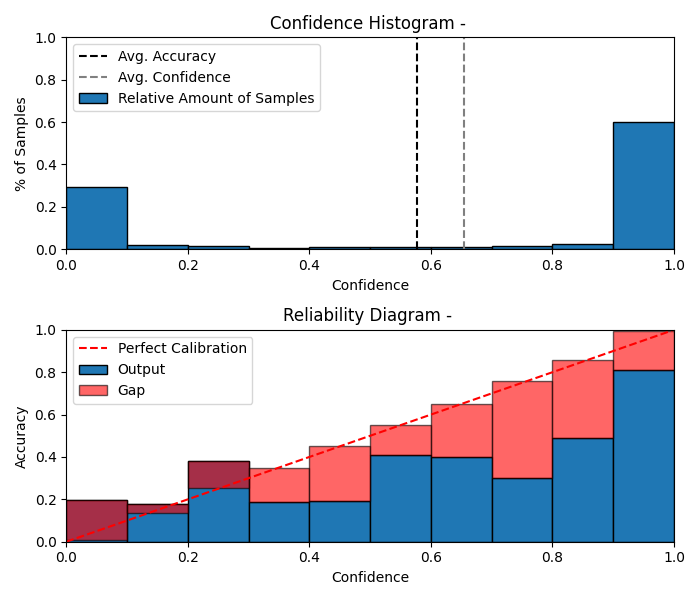 Confidence Histogram -
1.0
0.8
0.6
0.4
0.2
0.0
% of Samples
Avg. Accuracy
Avg. Confidence
Relative Amount of Samples
0.0 0.2 0.4 0.6 0.8 1.0
Confidence
Reliability Diagram -
1.0
0.8
0.6
0.4
0.2
0.0
Accuracy
Perfect Calibration
Output
Gap
0.0 0.2 0.4 0.6 0.8 1.0
Confidence